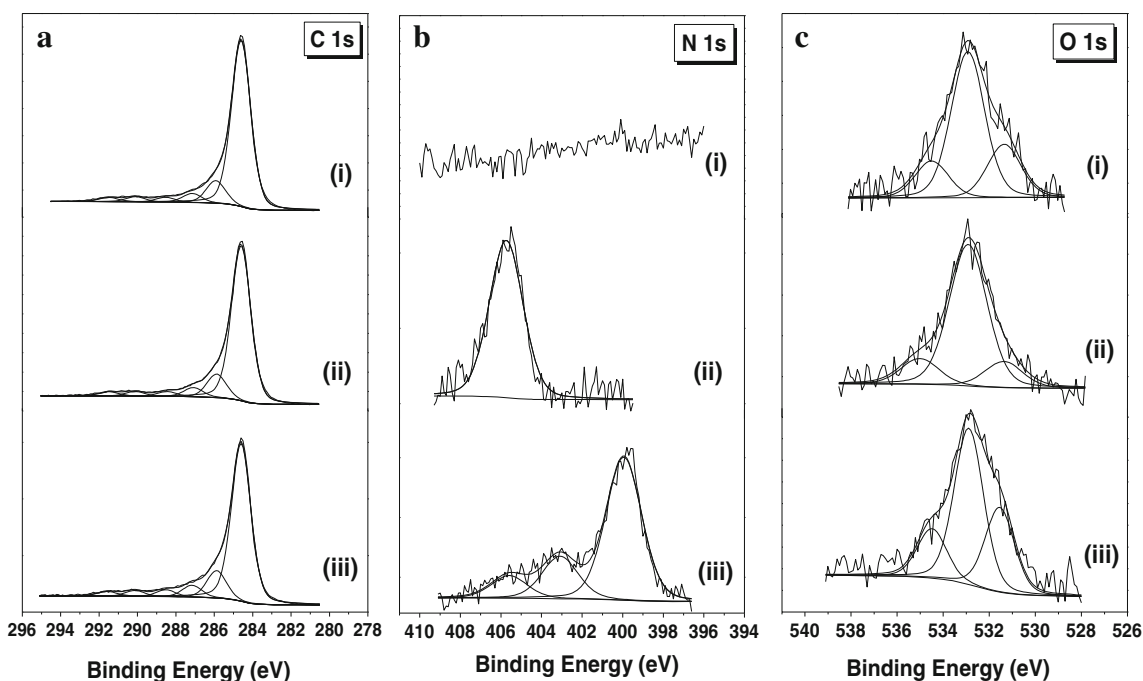 a
C 1s
(i)
(ii)
(iii)
296 294 292 290 288 286 284 282 280 278
Binding Energy (eV)
b
N 1s
(i)
(ii)
(iii)
410 408 406 404 402 400 398 396 394
Binding Energy (eV)
c
O 1s
(i)
(ii)
(iii)
540 538 536 534 532 530 528 526
Binding Energy (eV)